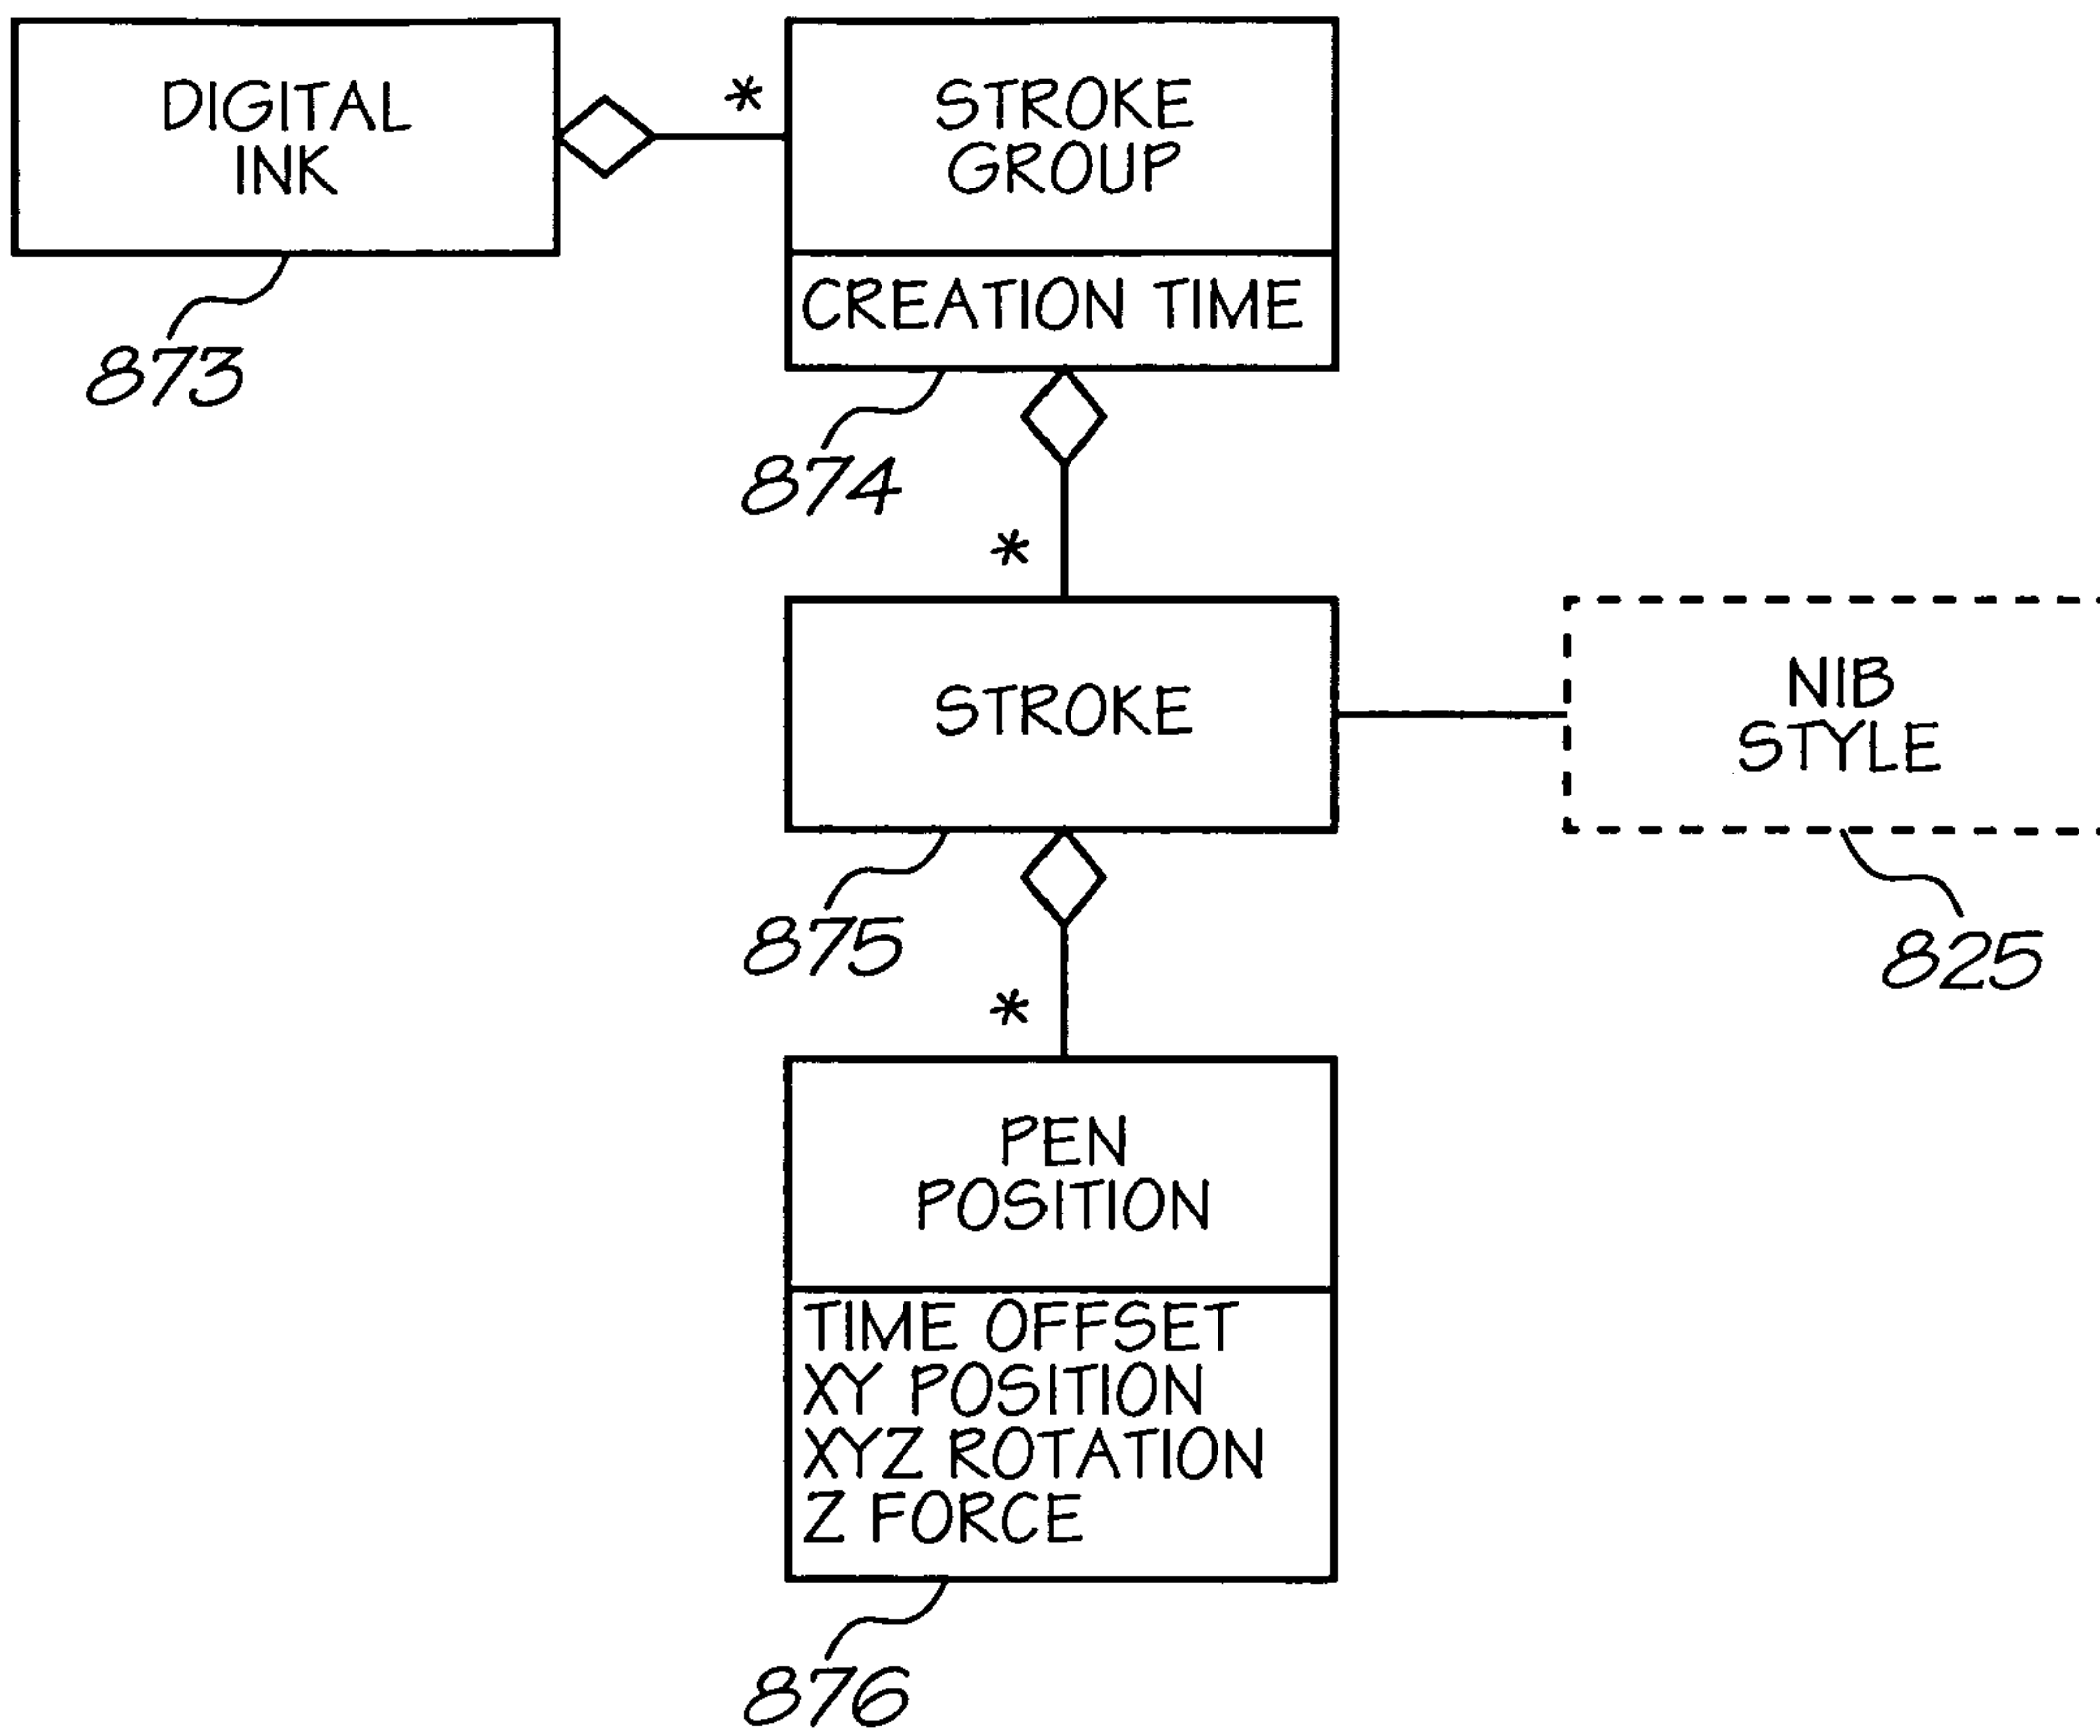 DIGITAL
INK
*
STROKE
GROUP
CREATION TIME
873
874
*
STROKE
NIB
STYLE
875
825
*
PEN
POSITION
TIME OFFSET
XY POSITION
XYZ ROTATION
Z FORCE
876